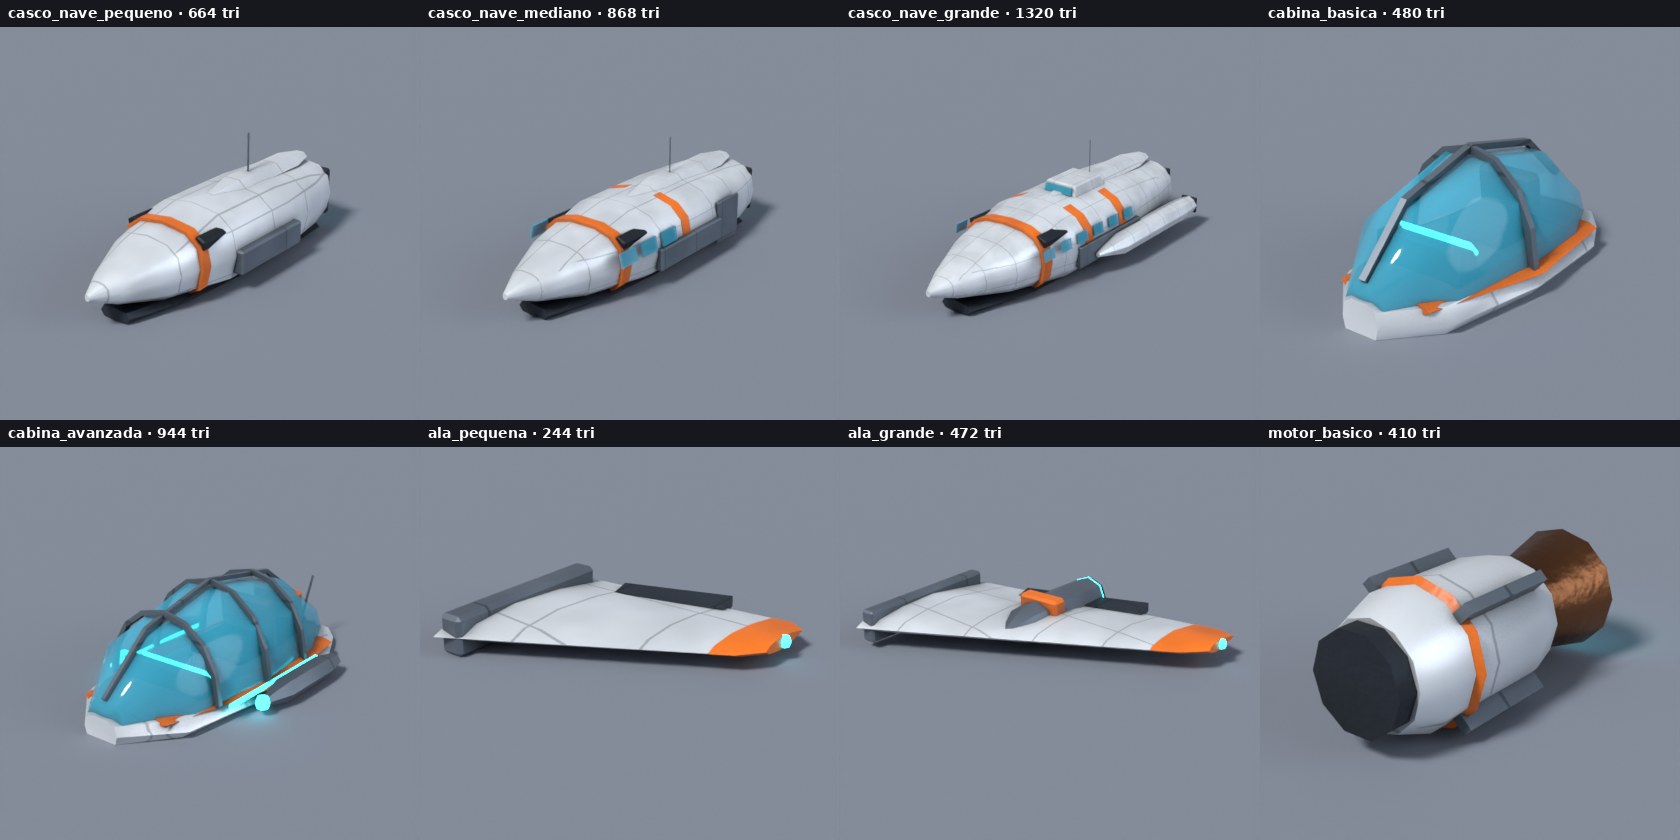 casco_nave_pequeno · 664 tri
casco_nave_mediano · 868 tri
casco_nave_grande · 1320 tri
cabina_basica · 480 tri
cabina_avanzada · 944 tri
ala_pequena · 244 tri
ala_grande · 472 tri
motor_basico · 410 tri